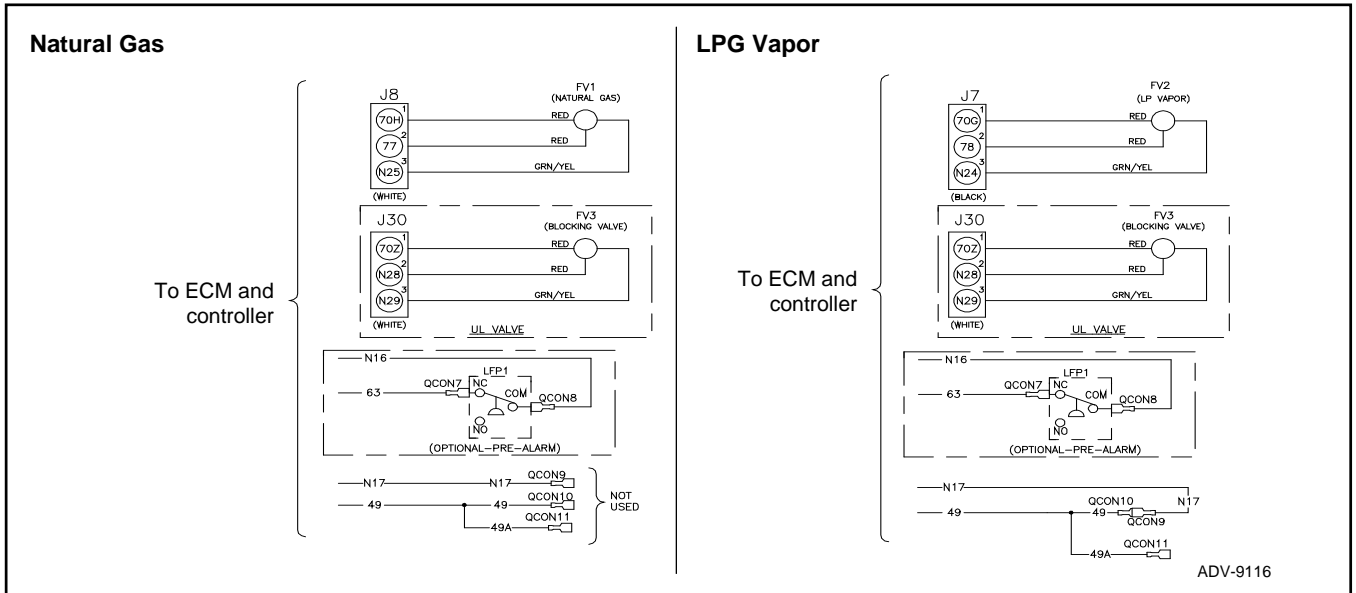 Natural Gas
J8
FV1
(NATURAL GAS)
70H 1 RED
77 2 RED
N25 3 GRN/YEL
(WHITE)
J30
FV3
(BLOCKING VALVE)
70Z 1 RED
N28 2 RED
N29 3 GRN/YEL
(WHITE)
UL VALVE
To ECM and
controller
N16
LFP1
63 QCON7 NC COM QCON8
NO
(OPTIONAL-PRE-ALARM)
N17 N17 QCON9
49 49 QCON10
49A QCON11
NOT
USED
LPG Vapor
J7
FV2
(LP VAPOR)
70G 1 RED
78 2 RED
N24 3 GRN/YEL
(BLACK)
J30
FV3
(BLOCKING VALVE)
70Z 1 RED
N28 2 RED
N29 3 GRN/YEL
(WHITE)
UL VALVE
To ECM and
controller
N16
LFP1
63 QCON7 NC COM QCON8
NO
(OPTIONAL-PRE-ALARM)
N17
QCON10 N17
49 49
QCON9
49A QCON11
ADV-9116